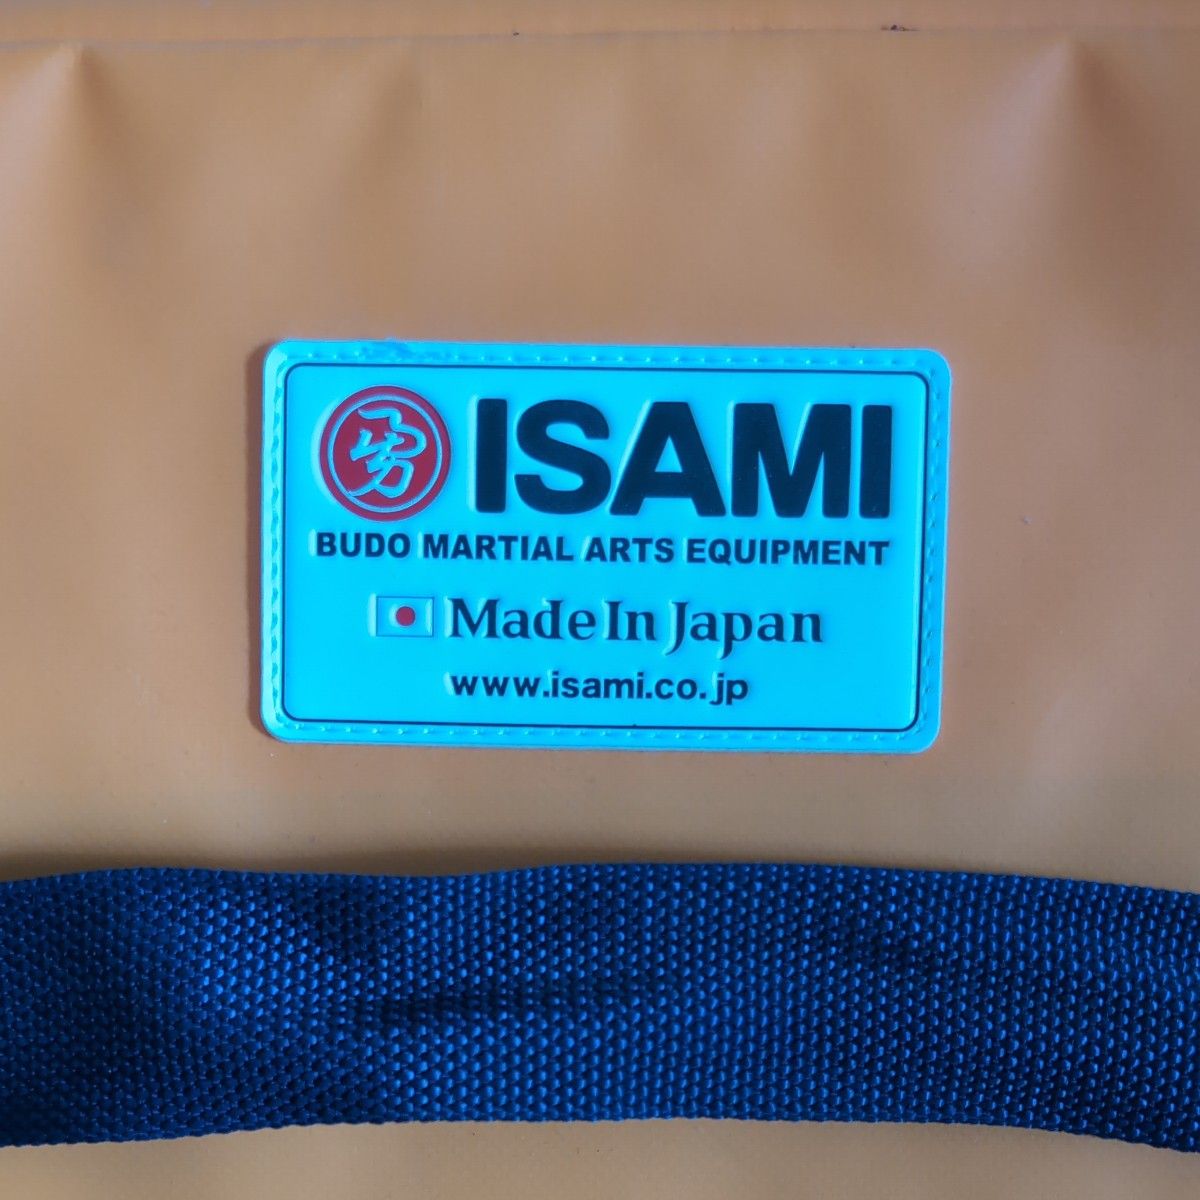 勇 ISAMI
BUDO MARTIAL ARTS EQUIPMENT
Made In Japan
www.isami.co.jp